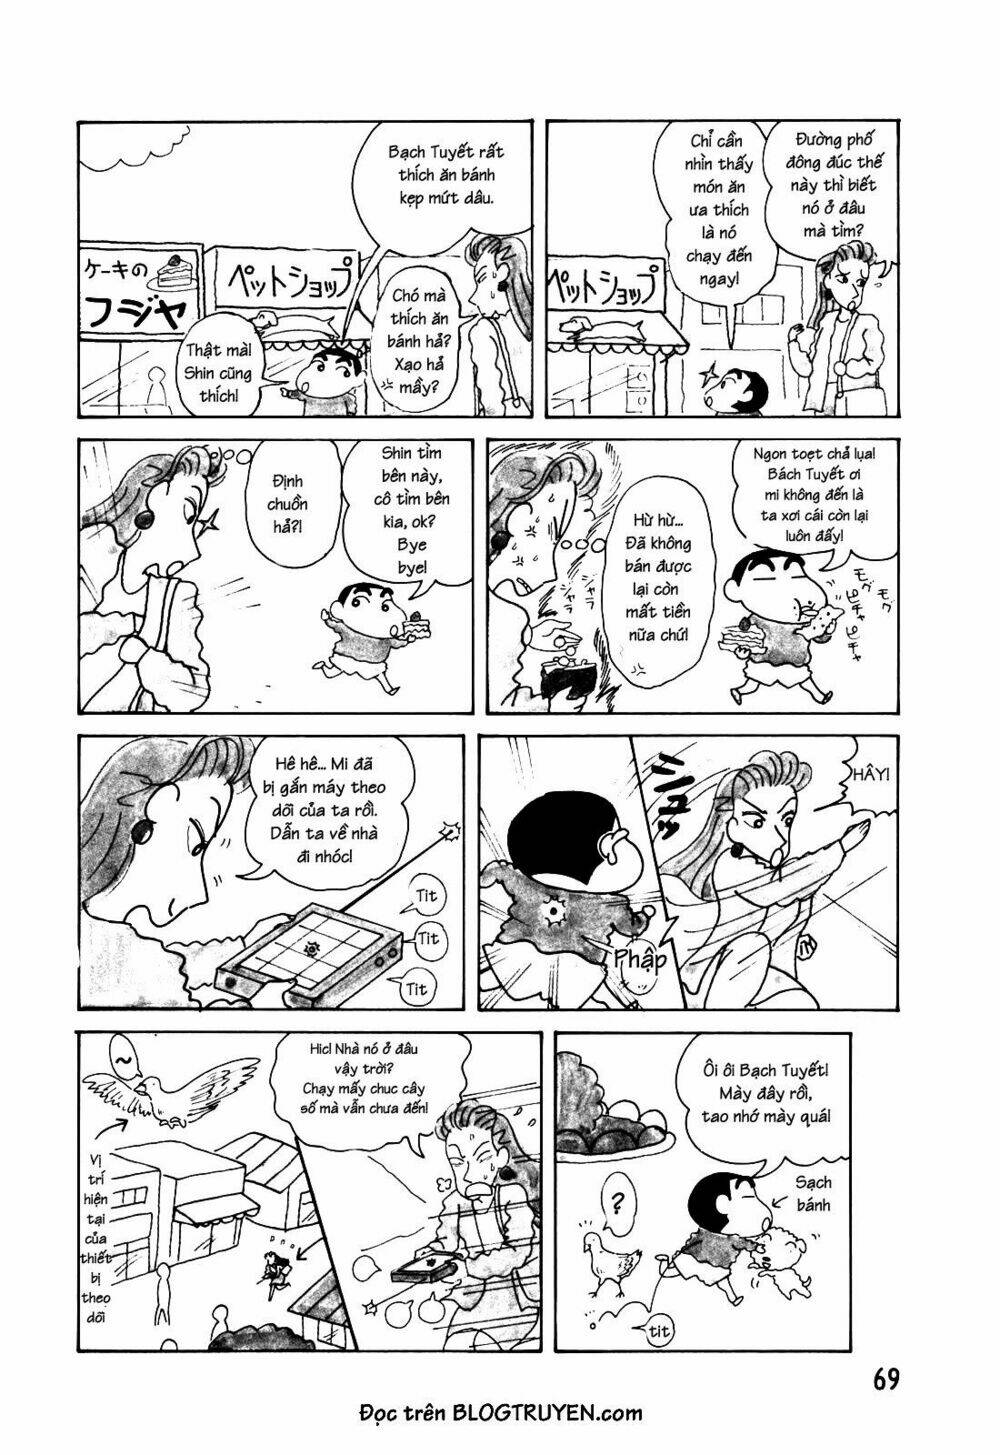 Đường phố
đông đúc thế
này thì biết
nó ở đâu
mà tìm?
Chỉ cần
nhìn thấy
món ăn
ưa thích
là nó
chạy đến
ngay!
ペットショップ
Bạch Tuyết rất
thích ăn bánh
kẹp mứt dâu.
Chó mà
thích ăn
bánh hả?
Xạo hả
mầy?
Thật mà!
Shin cũng
thích!
ペットショップ
ケーキの
フジヤ
Ngon toẹt chả lụa!
Bách Tuyết ơi
mi không đến là
ta xơi cái còn lại
luôn đấy!
モグ
モグ
Hừ hừ...
Đã không
bán được
lại còn
mất tiền
nữa chứ!
Shin tìm
bên này,
cô tìm bên
kia, ok?
Bye
bye!
Định
chuồn
hả?!
HÂY!
Phập
Hê hê... Mi đã
bị gắn máy theo
dõi của ta rồi.
Dẫn ta về nhà
đi nhóc!
Tit
Tit
Tit
Ôi ôi Bạch Tuyết!
Mày đây rồi,
tao nhớ mày quá!
Sạch
bánh
?
tit
Hic! Nhà nó ở đâu
vậy trời?
Chạy mấy chuc cây
số mà vẫn chưa đến!
~
Vị
trí
hiện
tại
của
thiết
bị
theo
dõi
69
Đọc trên BLOGTRUYEN.com